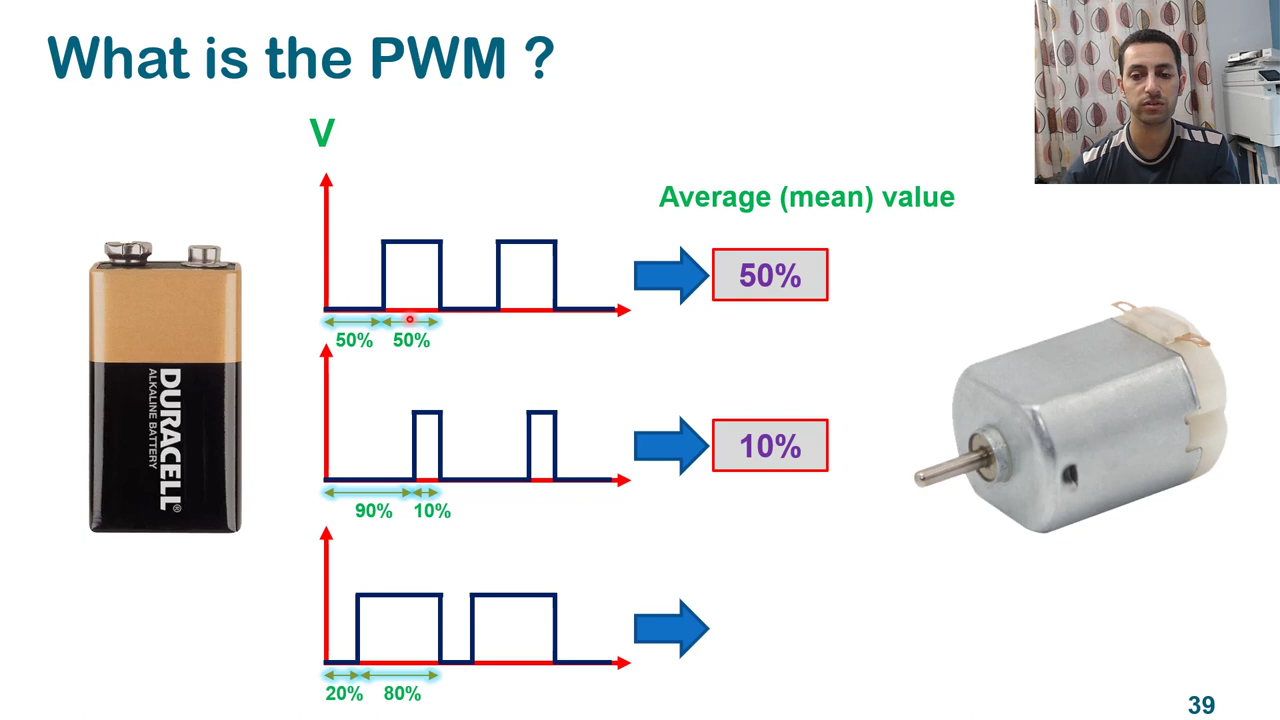 What is the PWM ?
V
Average (mean) value
50%
50% 50%
10%
90% 10%
20% 80%
DURACELL®
ALKALINE BATTERY
39